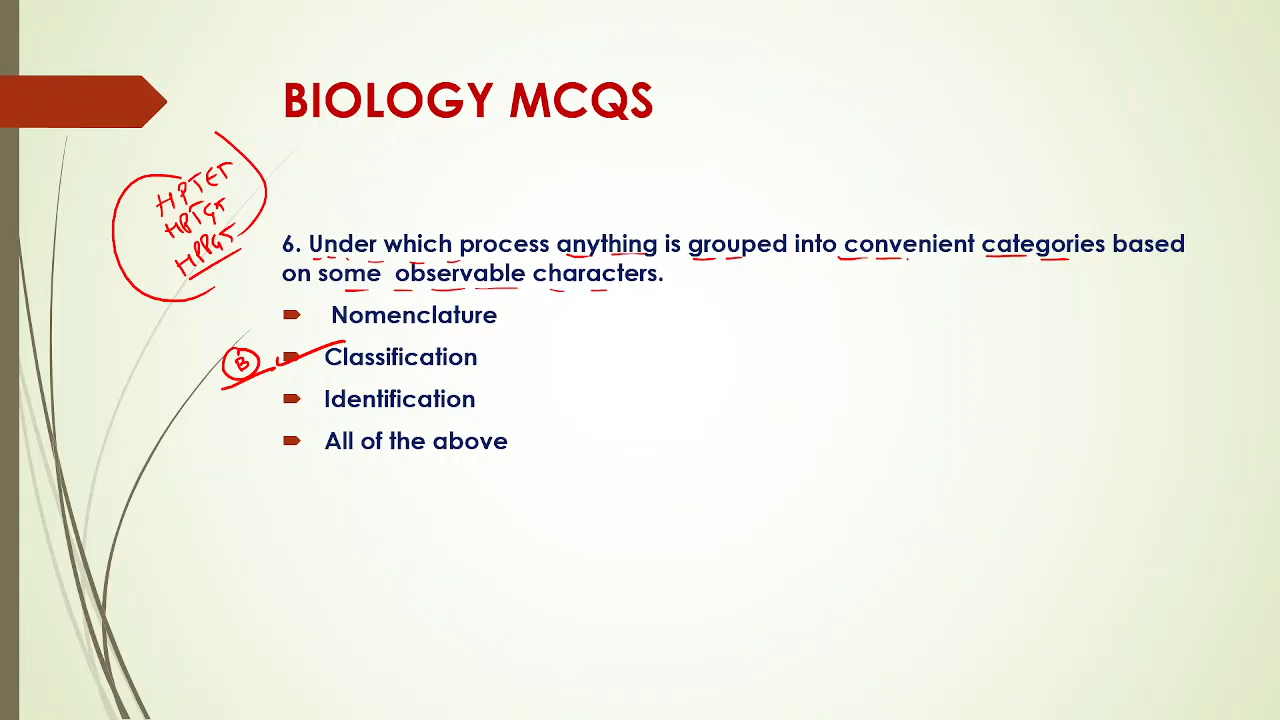 BIOLOGY MCQS
HPTET
HPTGT
HPPGT
6. Under which process anything is grouped into convenient categories based
on some observable characters.
Nomenclature
B Classification
Identification
All of the above